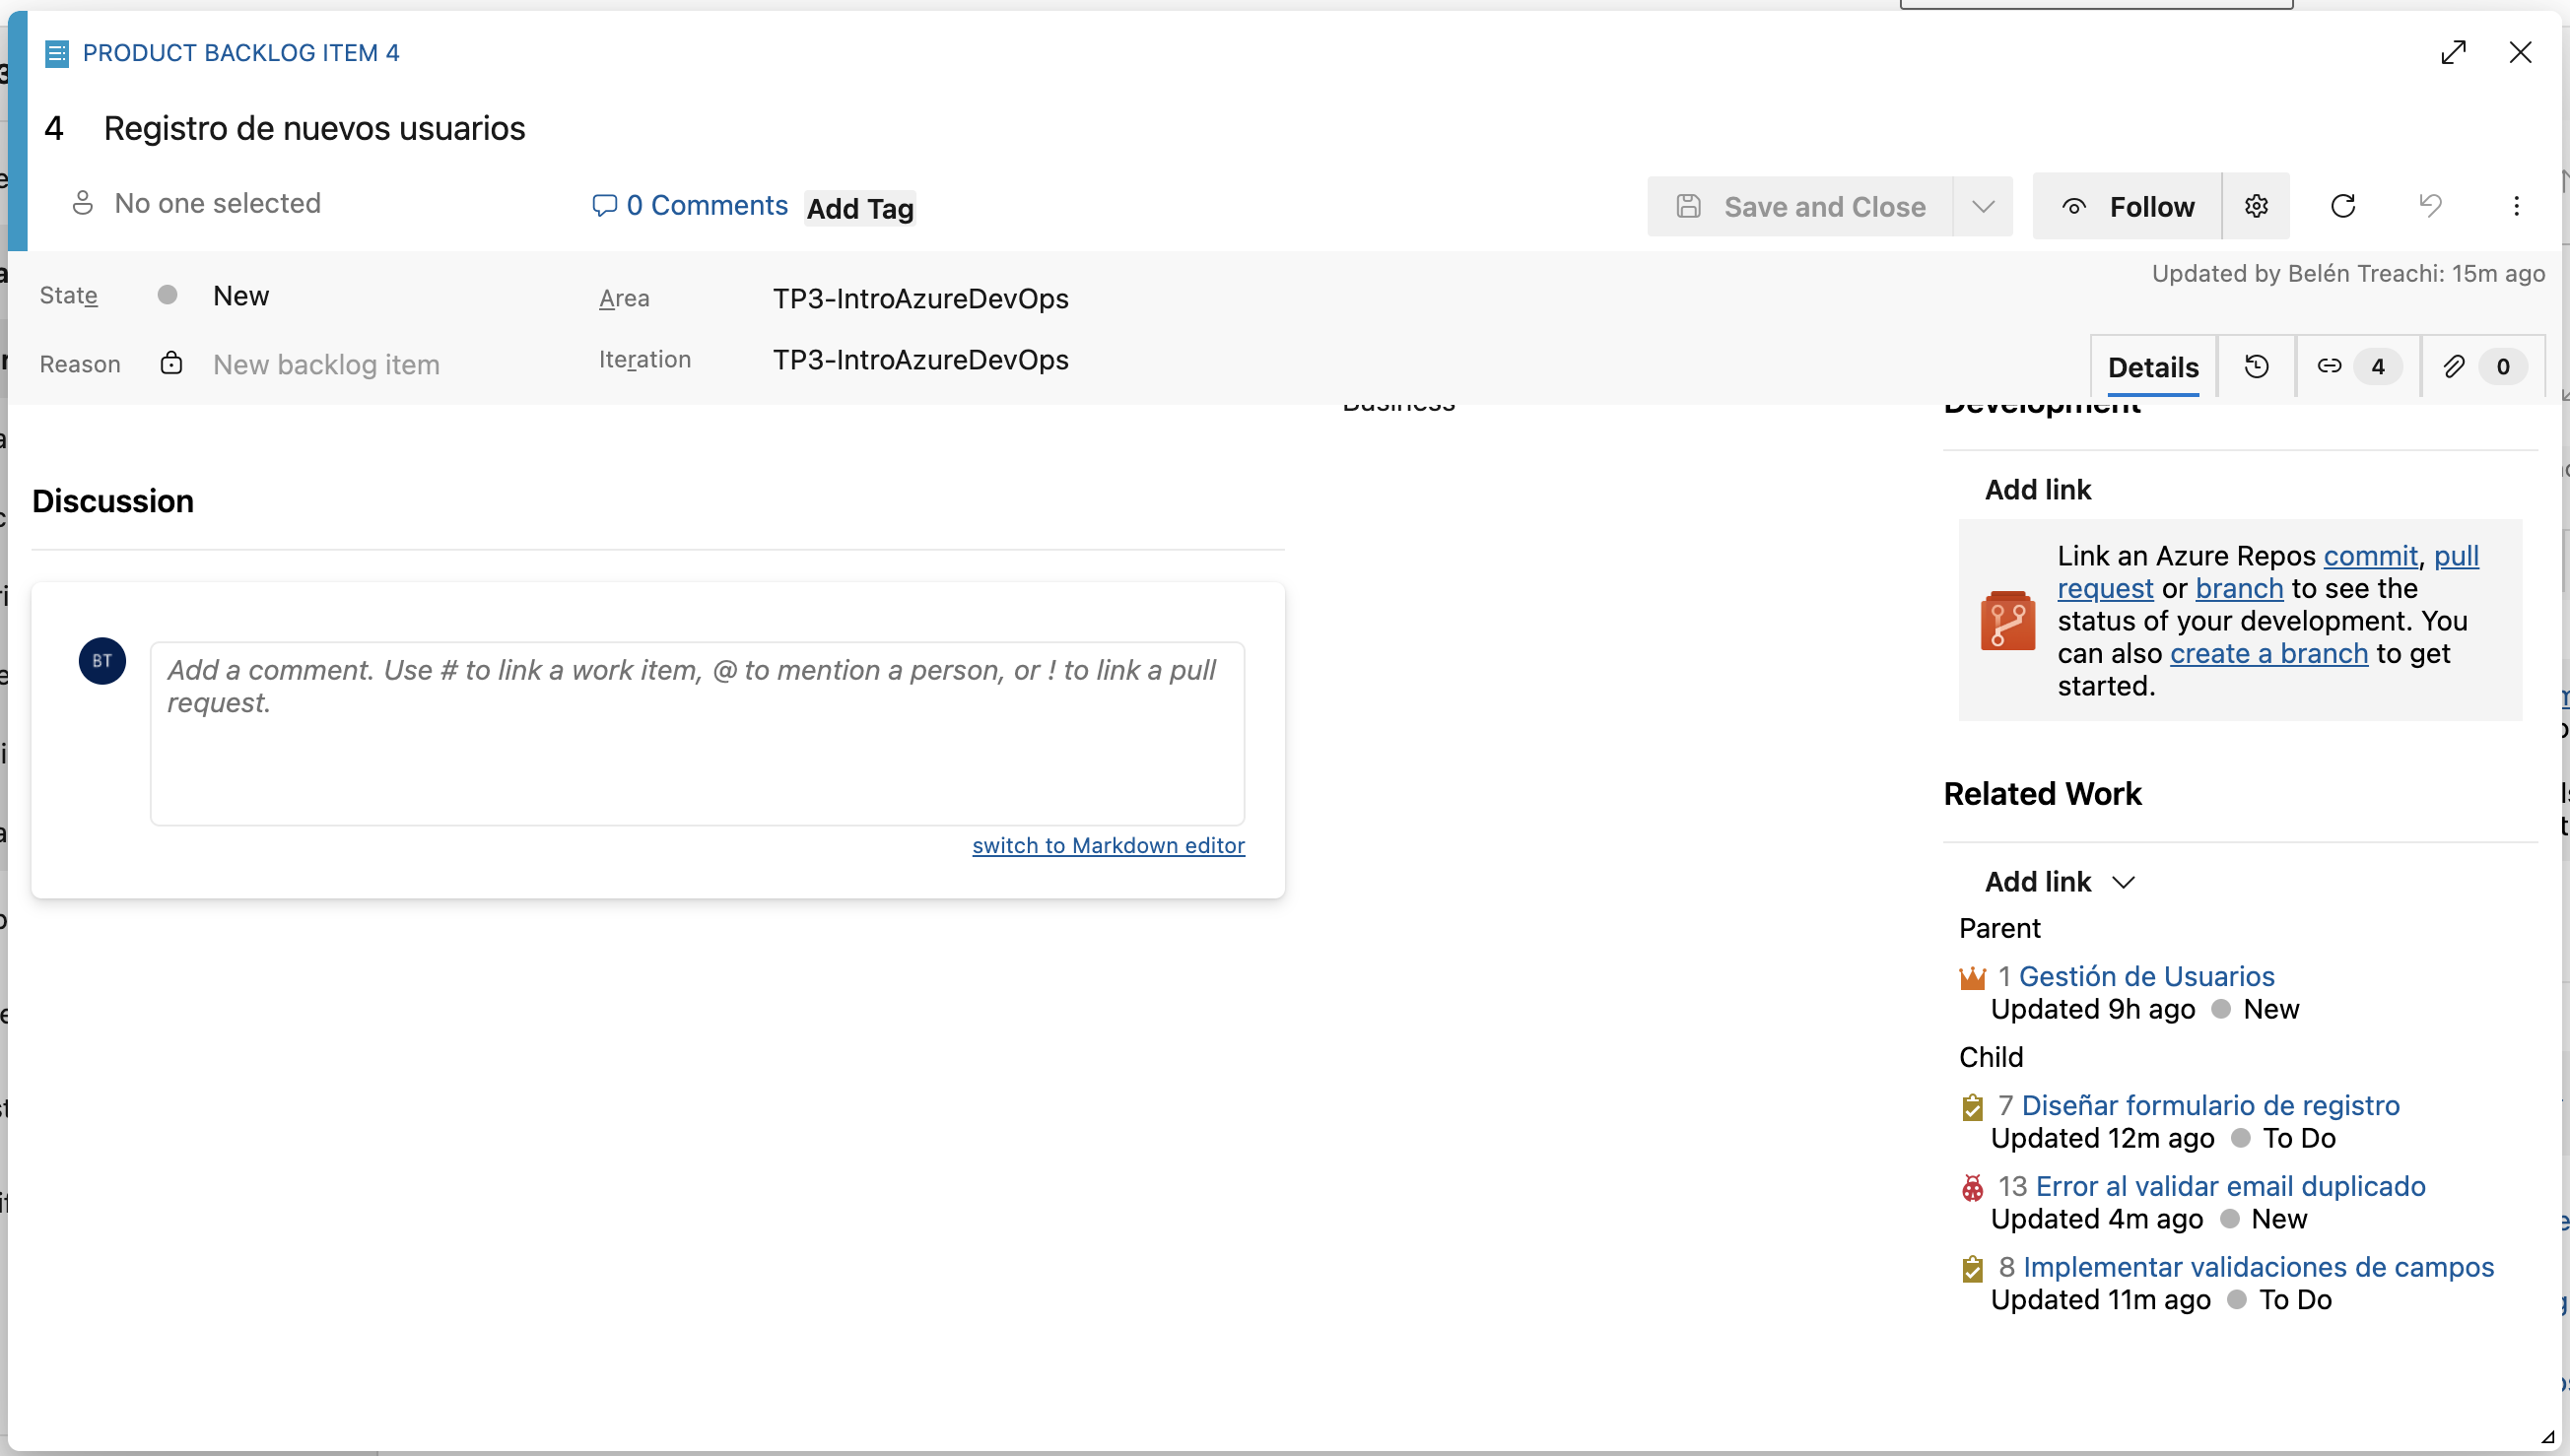 PRODUCT BACKLOG ITEM 4
4 Registro de nuevos usuarios
No one selected
0 Comments
Add Tag
Save and Close
Follow
State
New
Area
TP3-IntroAzureDevOps
Updated by Belén Treachi: 15m ago
Reason
New backlog item
Iteration
TP3-IntroAzureDevOps
Details
4
0
Business
Development
Discussion
Add link
Link an Azure Repos commit, pull
request or branch to see the
status of your development. You
can also create a branch to get
started.
BT
Add a comment. Use # to link a work item, @ to mention a person, or ! to link a pull
request.
switch to Markdown editor
Related Work
Add link
Parent
1 Gestión de Usuarios
Updated 9h ago New
Child
7 Diseñar formulario de registro
Updated 12m ago To Do
13 Error al validar email duplicado
Updated 4m ago New
8 Implementar validaciones de campos
Updated 11m ago To Do